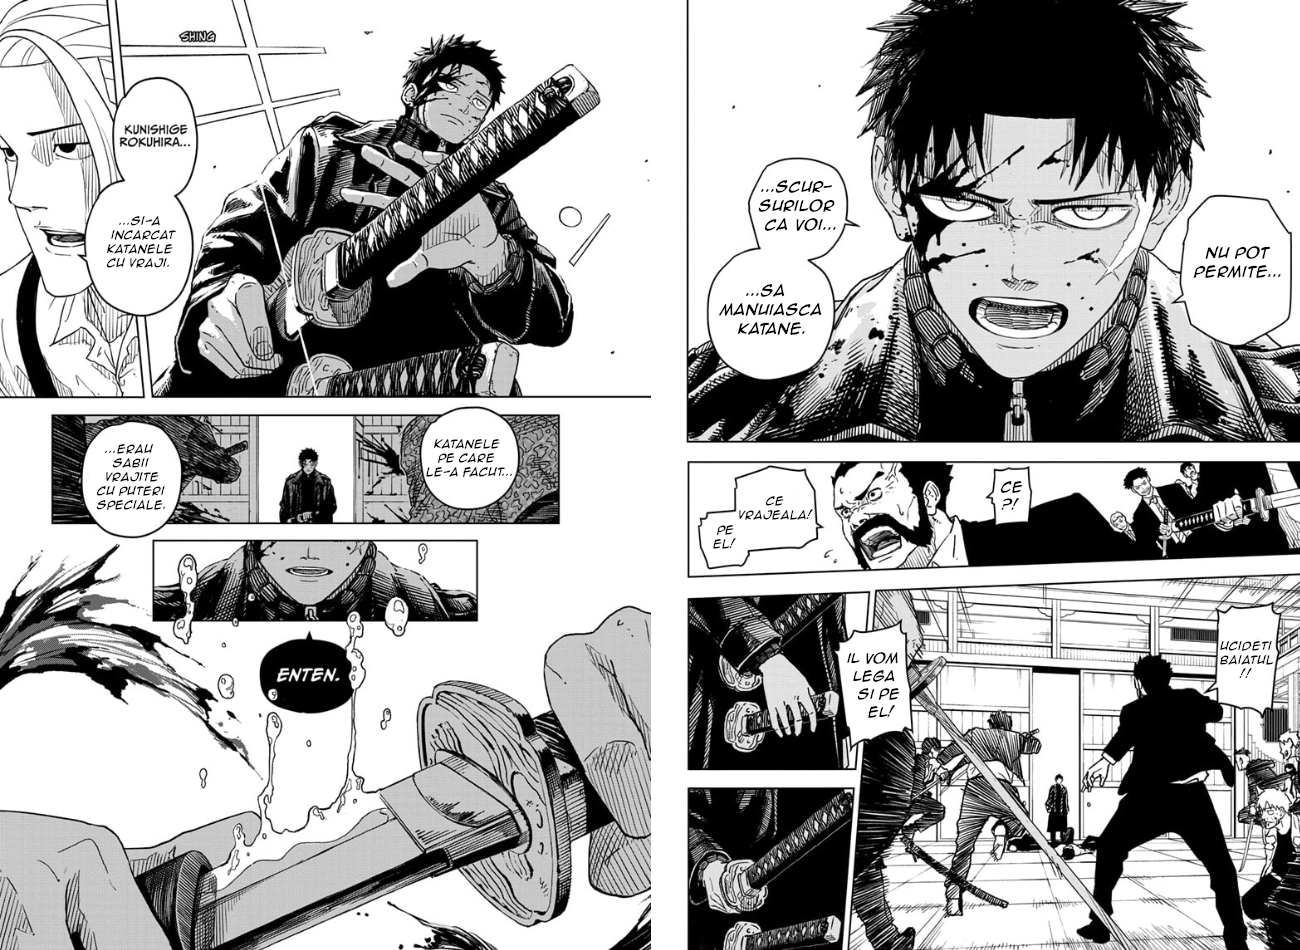 NU POT
PERMITE...
...SCUR-
SURILOR
CA VOI...
...SA
MANUIASCA
KATANE.
CE
?!
CE
VRAJEALA!
PE
EL!
UCIDETI
BAIATUL
!!
IL VOM
LEGA
SI PE
EL!
SHING
KUNISHIGE
ROKUHIRA...
...SI-A
INCARCAT
KATANELE
CU VRAJI.
KATANELE
PE CARE
LE-A FACUT...
...ERAU
SABII
VRAJITE
CU PUTERI
SPECIALE.
ENTEN.